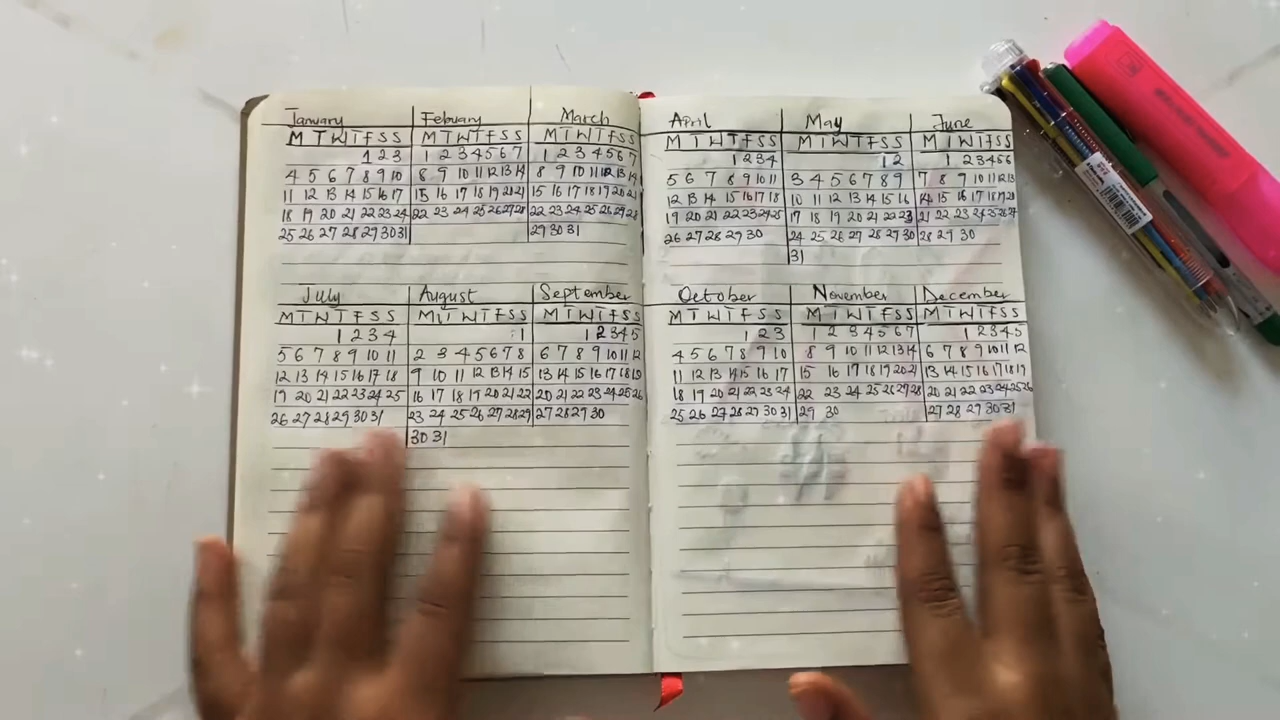 January Febuary March
M T W T F S S M T W T F S S M T W T F S S
1 2 3 1 2 3 4 5 6 7 1 2 3 4 5 6 7
4 5 6 7 8 9 10 8 9 10 11 12 13 14 8 9 10 11 12 13 14
11 12 13 14 15 16 17 15 16 17 18 19 20 21 15 16 17 18 19 20 21
18 19 20 21 22 23 24 22 23 24 25 26 27 28 22 23 24 25 26 27 28
25 26 27 28 29 30 31 29 30 31
July August September
M T W T F S S M T W T F S S M T W T F S S
1 2 3 4 1 1 2 3 4 5
5 6 7 8 9 10 11 2 3 4 5 6 7 8 6 7 8 9 10 11 12
12 13 14 15 16 17 18 9 10 11 12 13 14 15 13 14 15 16 17 18 19
19 20 21 22 23 24 25 16 17 18 19 20 21 22 20 21 22 23 24 25 26
26 27 28 29 30 31 23 24 25 26 27 28 29 27 28 29 30
30 31
April May June
M T W T F S S M T W T F S S M T W T F S S
1 2 3 4 1 2 1 2 3 4 5 6
5 6 7 8 9 10 11 3 4 5 6 7 8 9 7 8 9 10 11 12 13
12 13 14 15 16 17 18 10 11 12 13 14 15 16 14 15 16 17 18 19 20
19 20 21 22 23 24 25 17 18 19 20 21 22 23 21 22 23 24 25 26 27
26 27 28 29 30 24 25 26 27 28 29 30 28 29 30
31
October November December
M T W T F S S M T W T F S S M T W T F S S
1 2 3 1 2 3 4 5 6 7 1 2 3 4 5
4 5 6 7 8 9 10 8 9 10 11 12 13 14 6 7 8 9 10 11 12
11 12 13 14 15 16 17 15 16 17 18 19 20 21 13 14 15 16 17 18 19
18 19 20 21 22 23 24 22 23 24 25 26 27 28 20 21 22 23 24 25 26
25 26 27 28 29 30 31 29 30 27 28 29 30 31